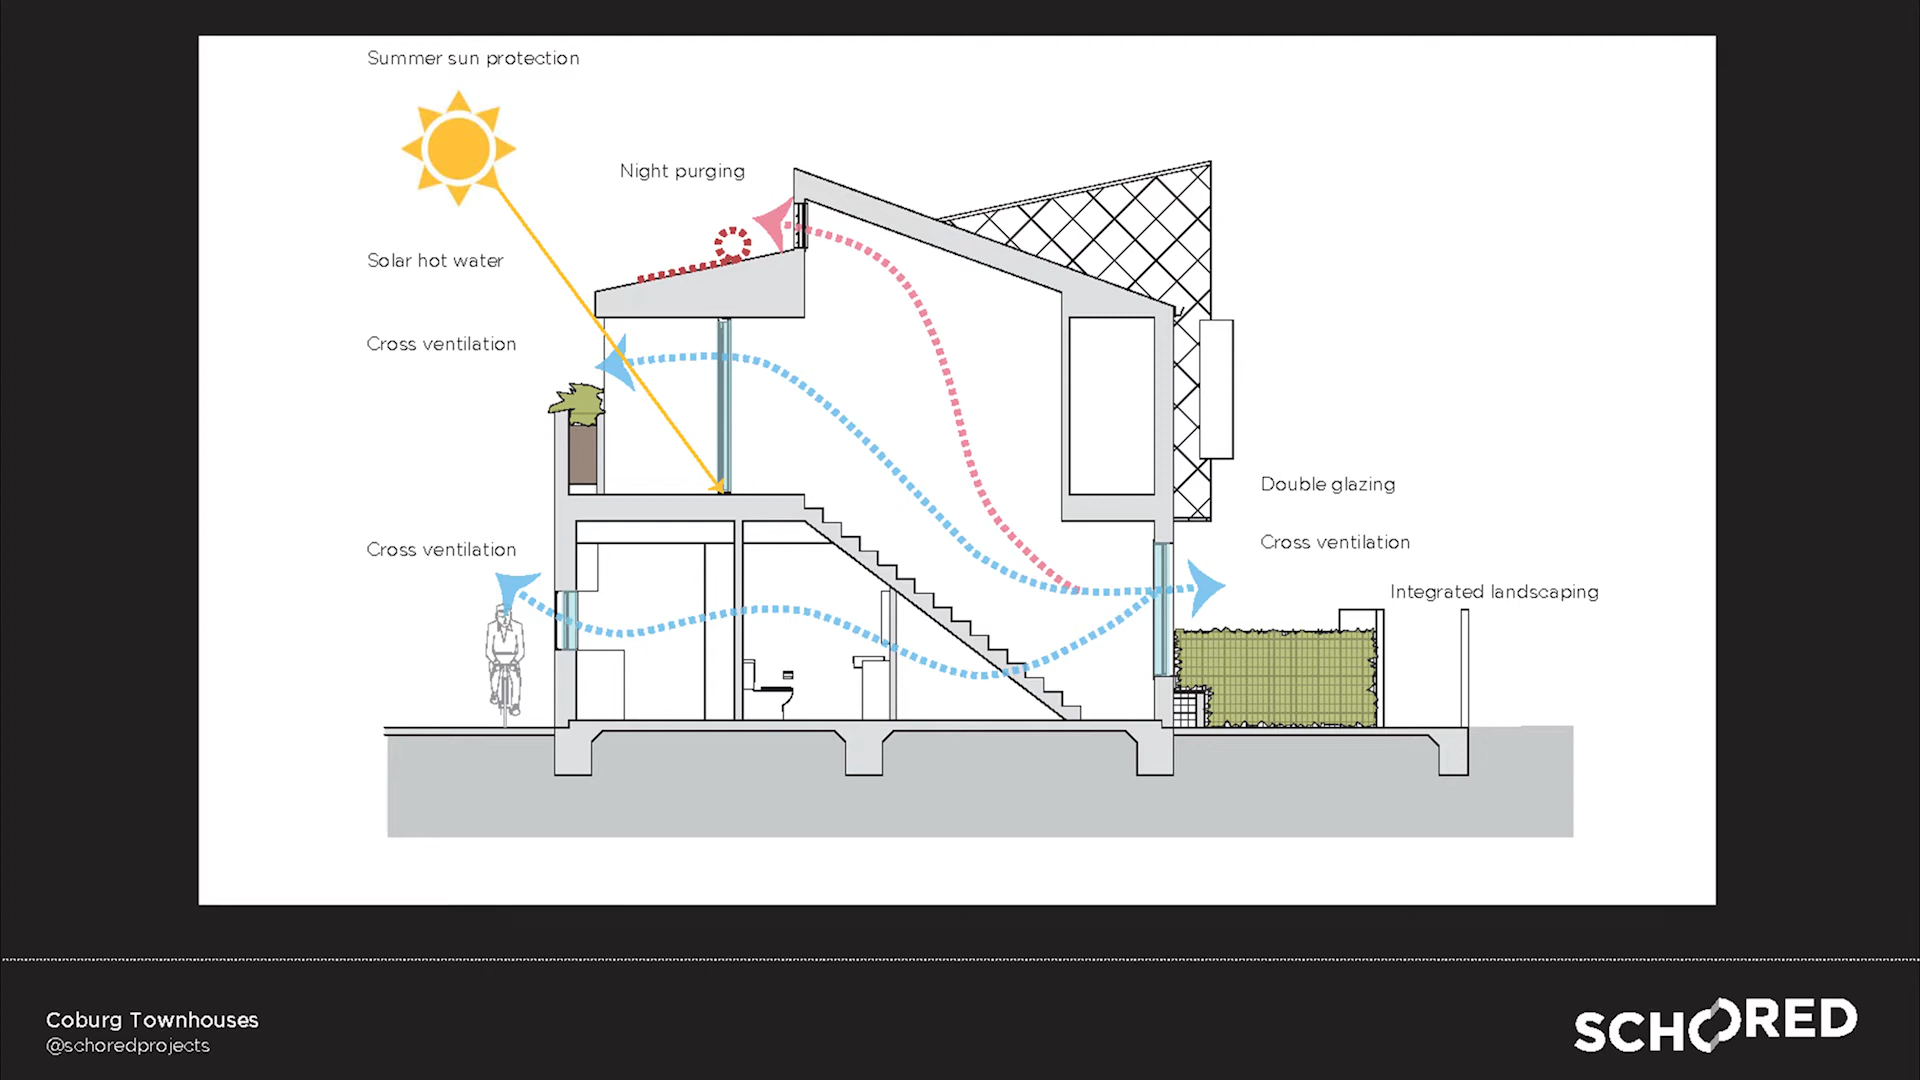 Summer sun protection
Night purging
Solar hot water
Cross ventilation
Double glazing
Cross ventilation
Cross ventilation
Integrated landscaping
Coburg Townhouses
@schoredprojects
SCHORED